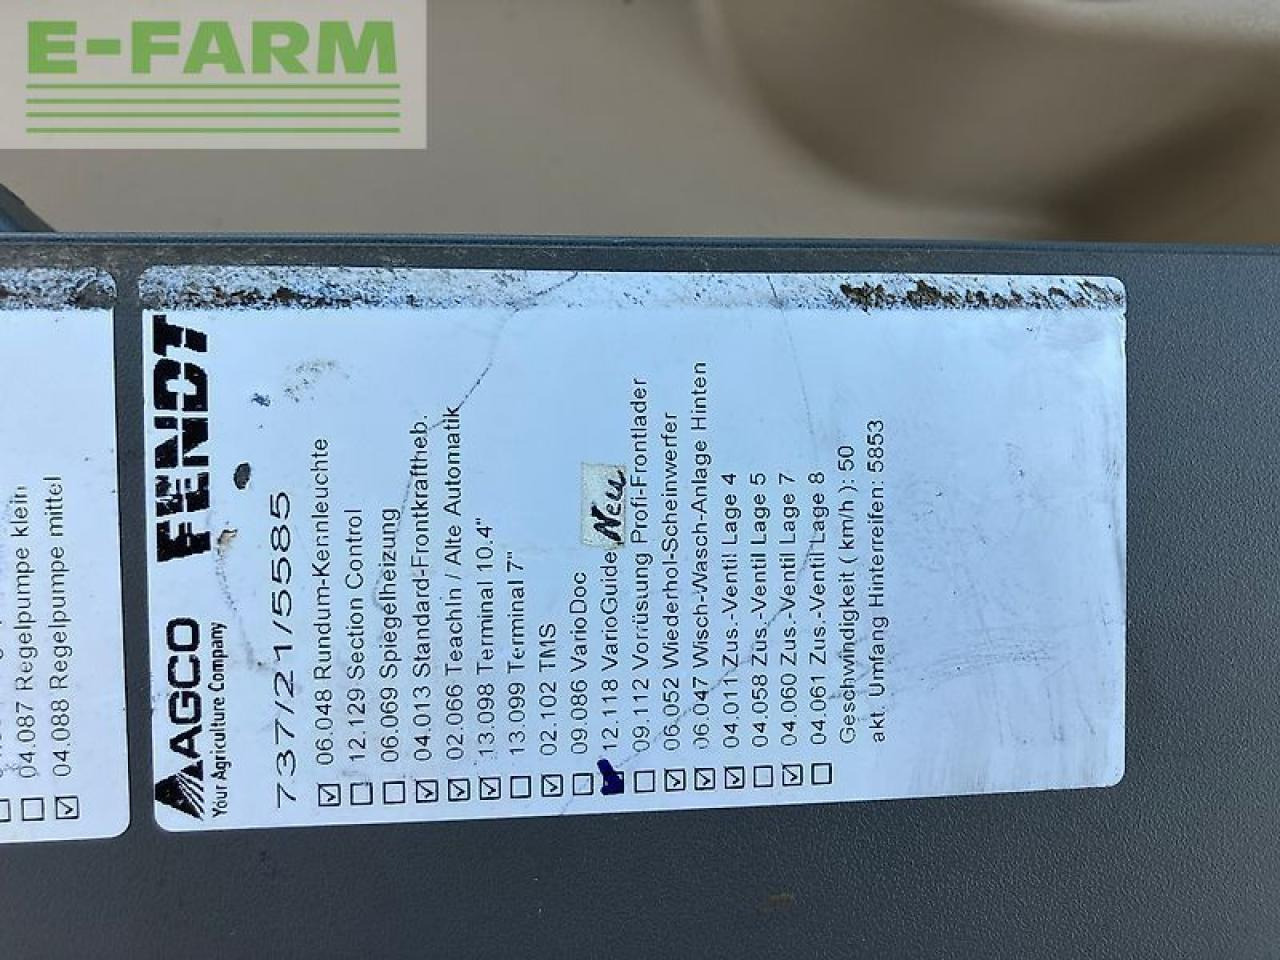 E-FARM
04.087 Regelpumpe klein
04.088 Regelpumpe mittel
AGCO FENDT
Your Agriculture Company
737/21/5585
06.048 Rundum-Kennleuchte
12.129 Section Control
06.069 Spiegelheizung
04.013 Standard-Frontkraftheb.
02.066 TeachIn / Alte Automatik
13.098 Terminal 10.4"
13.099 Terminal 7"
02.102 TMS
09.086 VarioDoc
12.118 VarioGuide Neu
09.112 Vorrüsung Profi-Frontlader
06.052 Wiederhol-Scheinwerfer
06.047 Wisch-Wasch-Anlage Hinten
04.011 Zus.-Ventil Lage 4
04.058 Zus.-Ventil Lage 5
04.060 Zus.-Ventil Lage 7
04.061 Zus.-Ventil Lage 8
Geschwindigkeit ( km/h ): 50
akt. Umfang Hinterreifen: 5853